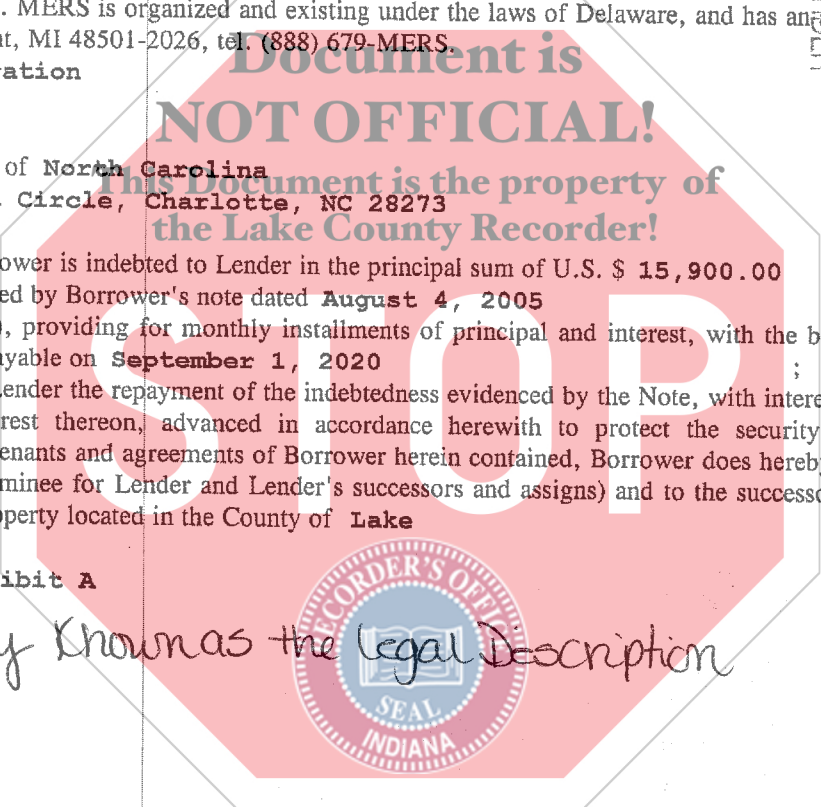 . MERS is organized and existing under the laws of Delaware, and has an
nt, MI 48501-2026, tel. (888) 679-MERS.
ration
Document is
NOT OFFICIAL!
of North Carolina
This Document is the property of
Circle, Charlotte, NC 28273
the Lake County Recorder!
ower is indebted to Lender in the principal sum of U.S. $ 15,900.00
ed by Borrower's note dated August 4, 2005
), providing for monthly installments of principal and interest, with the b
ayable on September 1, 2020 ;
Lender the repayment of the indebtedness evidenced by the Note, with intere
rest thereon, advanced in accordance herewith to protect the security
enants and agreements of Borrower herein contained, Borrower does hereby
minee for Lender and Lender's successors and assigns) and to the successo
operty located in the County of Lake
STOP
ibit A
y Known as the Legal Description
RECORDER'S OFFICE
SEAL
INDIANA